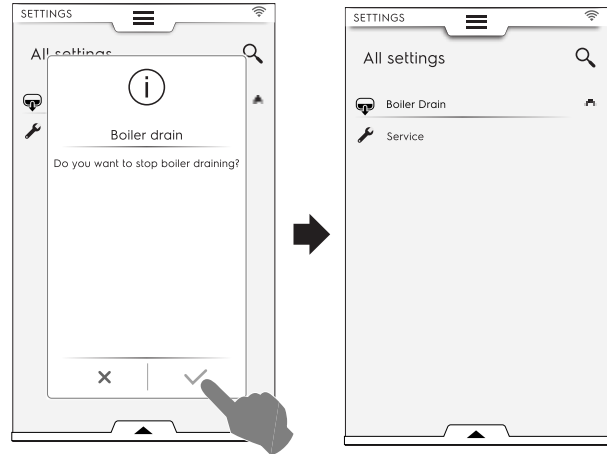 SETTINGS
All settings
Boiler drain
Do you want to stop boiler draining?
SETTINGS
All settings
Boiler Drain
Service